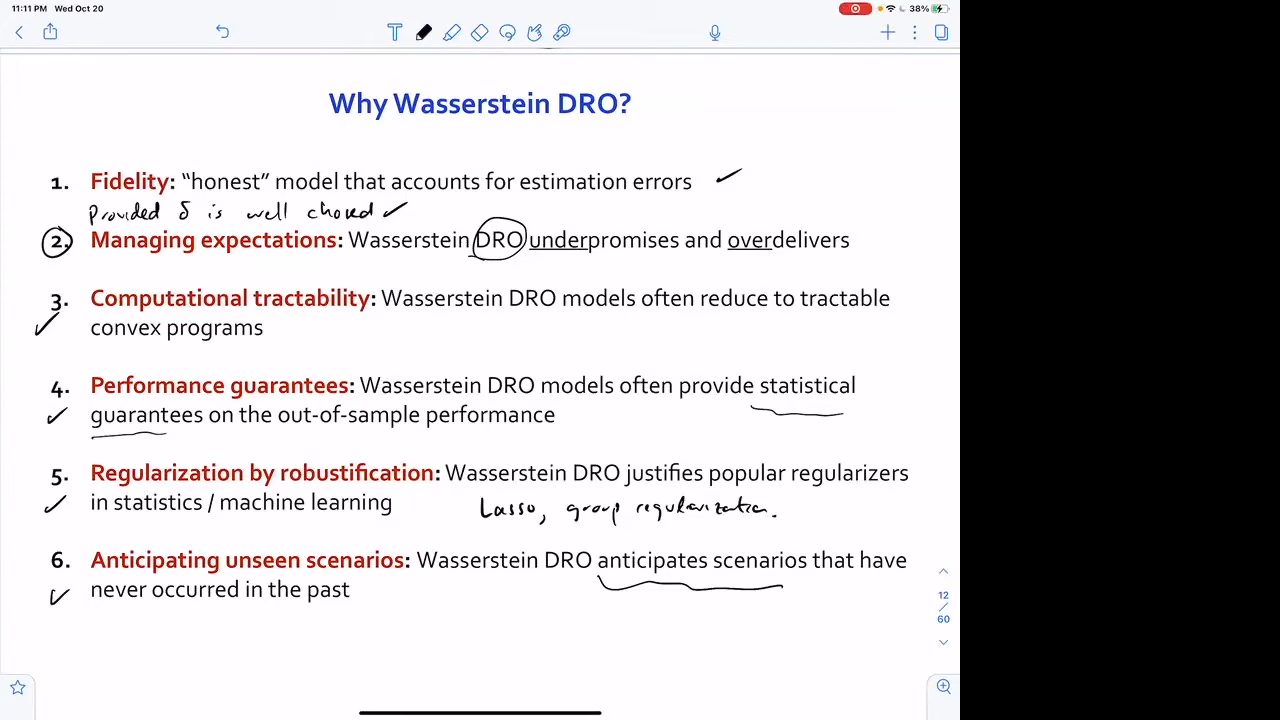 11:11 PM Wed Oct 20
38%
Why Wasserstein DRO?
1. Fidelity: “honest” model that accounts for estimation errors
provided δ is well chosed
2. Managing expectations: Wasserstein DRO underpromises and overdelivers
3. Computational tractability: Wasserstein DRO models often reduce to tractable
convex programs
4. Performance guarantees: Wasserstein DRO models often provide statistical
guarantees on the out-of-sample performance
5. Regularization by robustification: Wasserstein DRO justifies popular regularizers
in statistics / machine learning
Lasso, group regularization.
6. Anticipating unseen scenarios: Wasserstein DRO anticipates scenarios that have
never occurred in the past
12
/
60